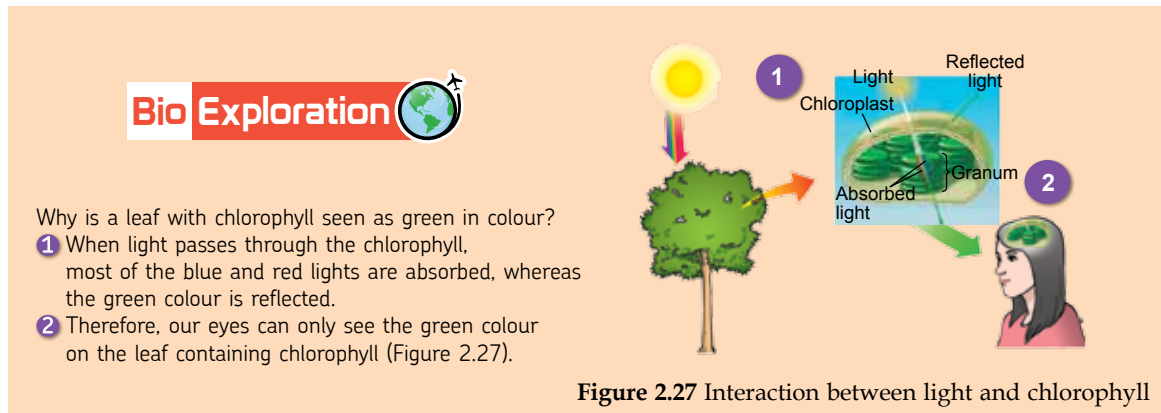 Bio Exploration
Why is a leaf with chlorophyll seen as green in colour?
1 When light passes through the chlorophyll,
most of the blue and red lights are absorbed, whereas
the green colour is reflected.
2 Therefore, our eyes can only see the green colour
on the leaf containing chlorophyll (Figure 2.27).
1
Light
Reflected
light
Chloroplast
Granum
Absorbed
light
2
Figure 2.27 Interaction between light and chlorophyll